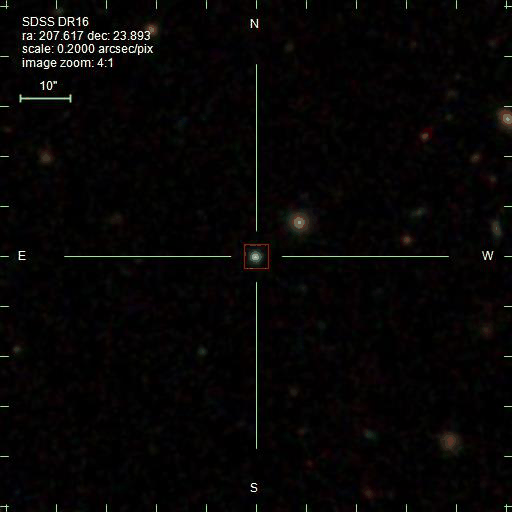 SDSS DR16
ra: 207.617 dec: 23.893
scale: 0.2000 arcsec/pix
image zoom: 4:1
10"
N
E
W
S